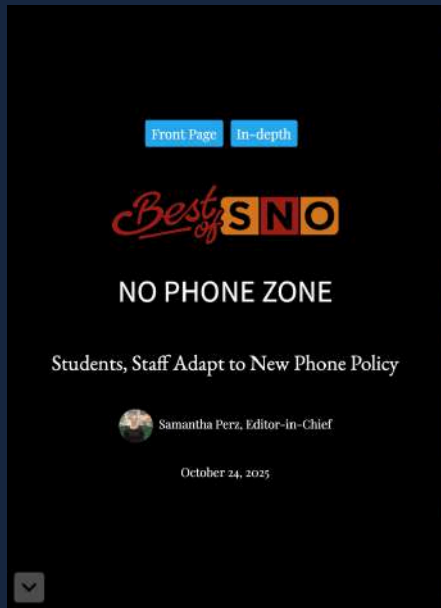 Front Page In-depth
Best of SNO
NO PHONE ZONE
Students, Staff Adapt to New Phone Policy
Samantha Perz, Editor-in-Chief
October 24, 2025